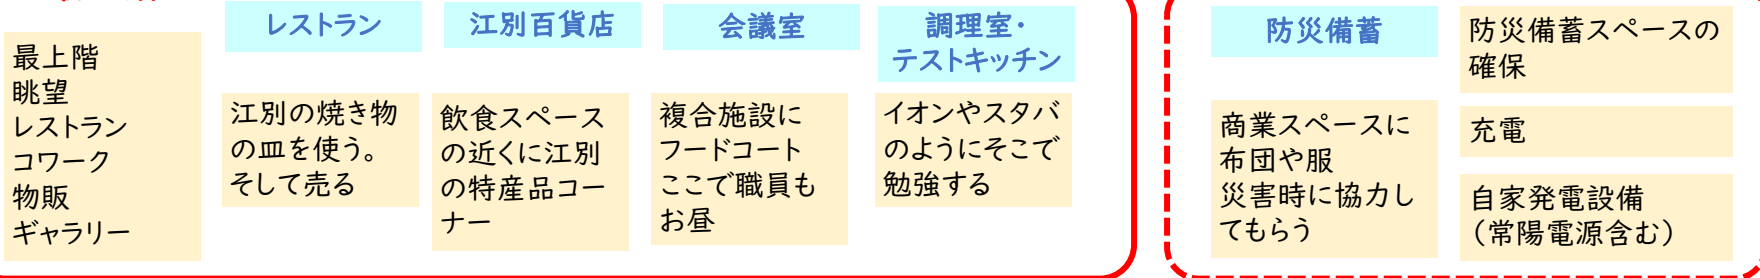 最上階
眺望
レストラン
コワーク
物販
ギャラリー
レストラン
江別の焼き物
の皿を使う。
そして売る
江別百貨店
飲食スペース
の近くに江別
の特産品コー
ナー
会議室
複合施設に
フードコート
ここで職員も
お昼
調理室・
テストキッチン
イオンやスタバ
のようにそこで
勉強する
防災備蓄
商業スペースに
布団や服
災害時に協力し
てもらう
防災備蓄スペースの
確保
充電
自家発電設備
（常陽電源含む）